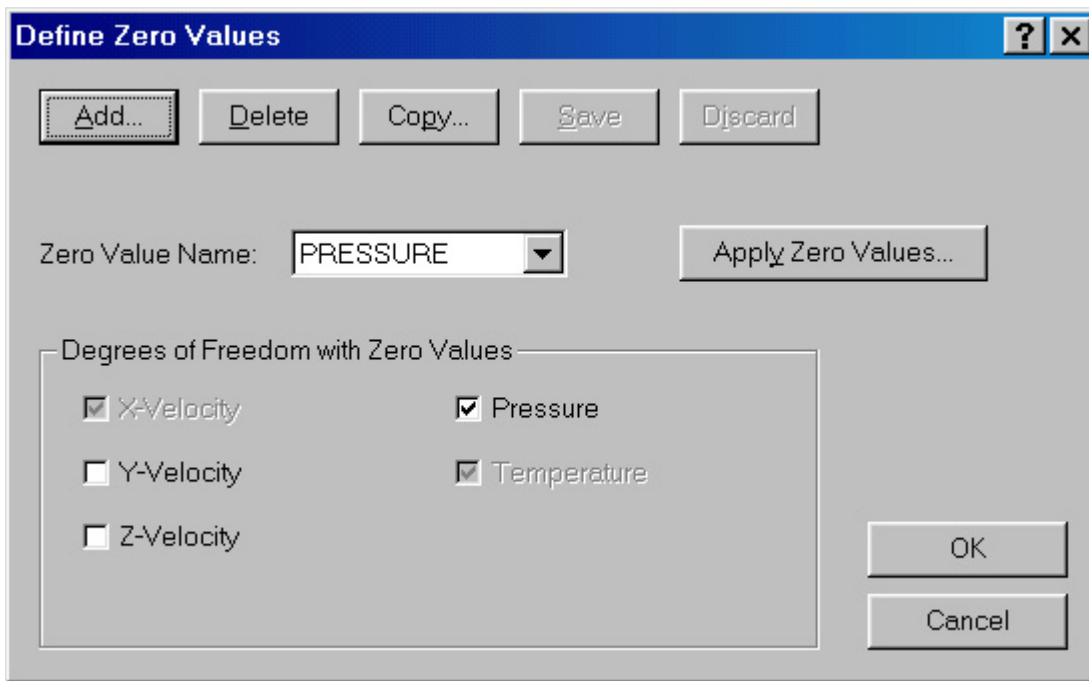 Define Zero Values
Add... Delete Copy... Save Discard
Zero Value Name: PRESSURE Apply Zero Values...
Degrees of Freedom with Zero Values
X-Velocity Pressure
Y-Velocity Temperature
Z-Velocity
OK
Cancel